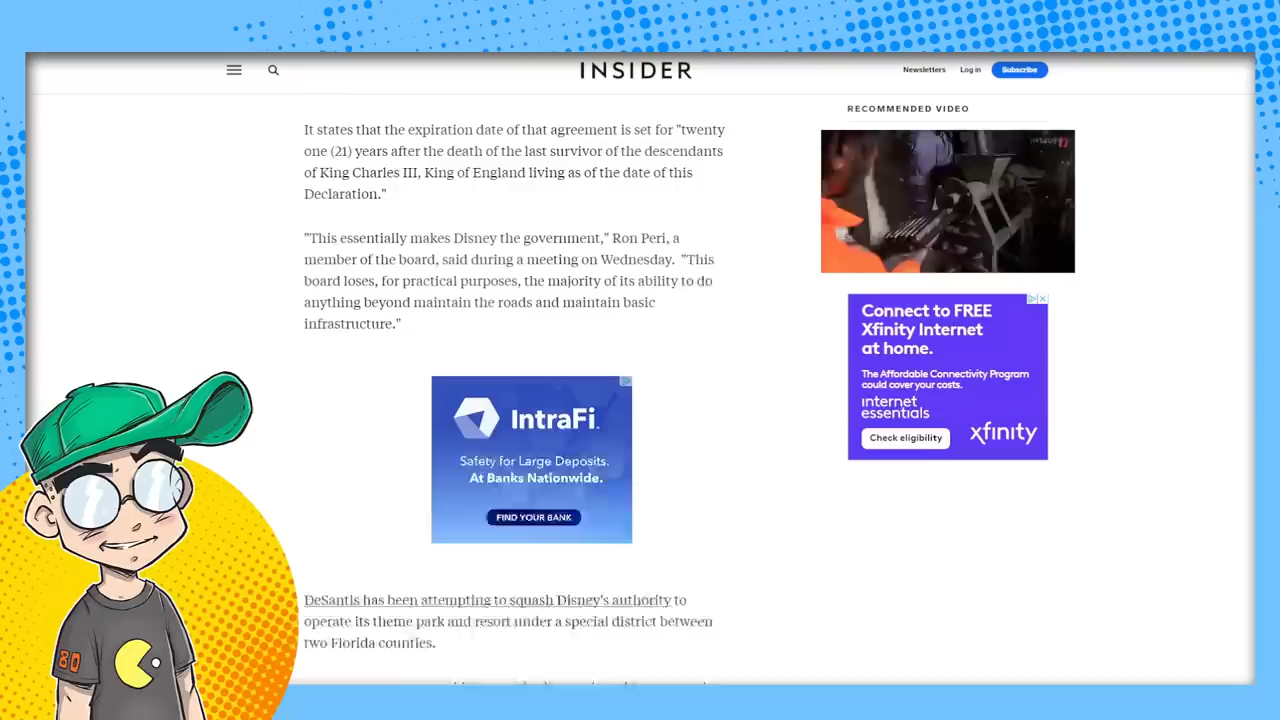 INSIDER
Newsletters
Log in
Subscribe
It states that the expiration date of that agreement is set for "twenty
one (21) years after the death of the last survivor of the descendants
of King Charles III, King of England living as of the date of this
Declaration."
"This essentially makes Disney the government," Ron Peri, a
member of the board, said during a meeting on Wednesday. "This
board loses, for practical purposes, the majority of its ability to do
anything beyond maintain the roads and maintain basic
infrastructure."
IntraFi.
Safety for Large Deposits.
At Banks Nationwide.
FIND YOUR BANK
DeSantis has been attempting to squash Disney's authority to
operate its theme park and resort under a special district between
two Florida counties.
RECOMMENDED VIDEO
Connect to FREE
Xfinity Internet
at home.
The Affordable Connectivity Program
could cover your costs.
internet
essentials
Check eligibility
xfinity
80